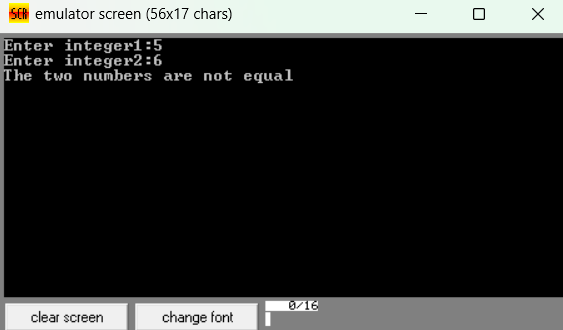 SCR emulator screen (56x17 chars)
Enter integer1:5
Enter integer2:6
The two numbers are not equal
clear screen change font 0/16